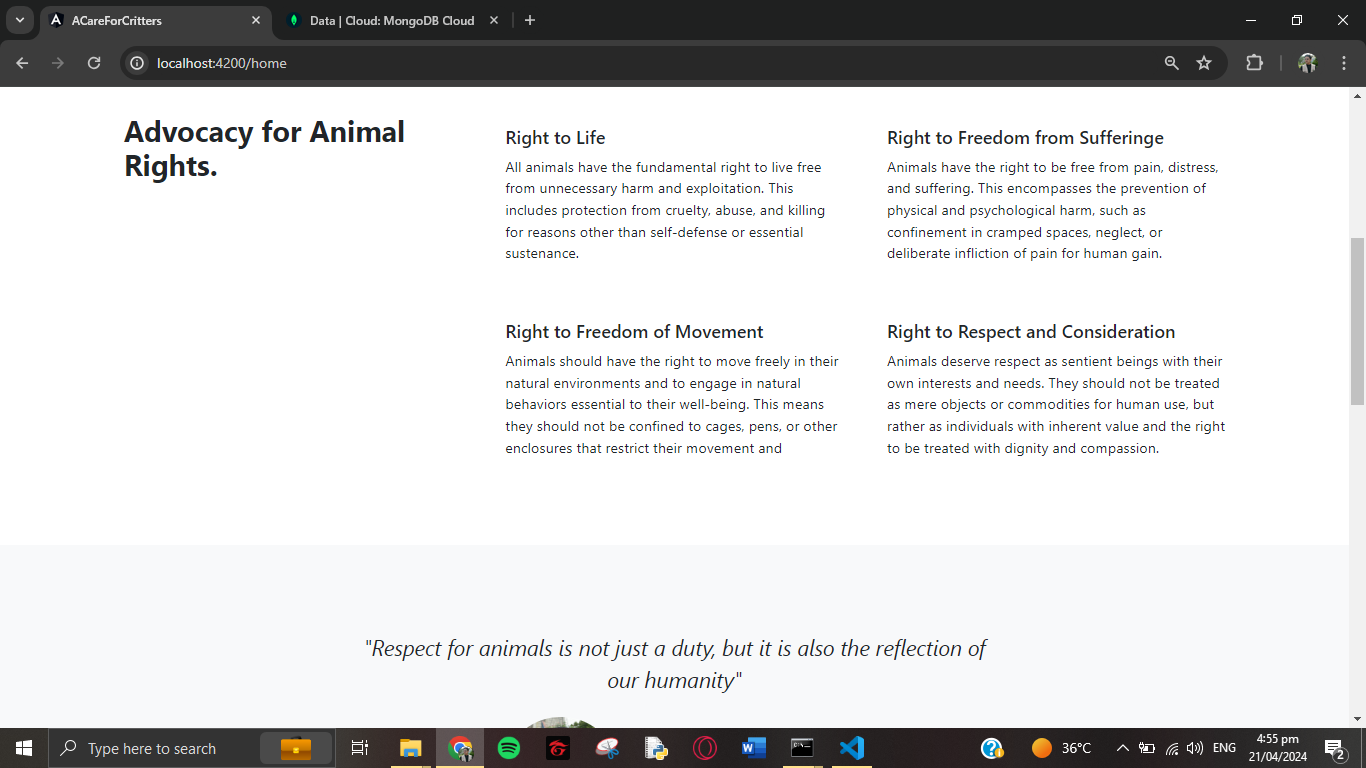 ACareForCritters
Data | Cloud: MongoDB Cloud
localhost:4200/home
Advocacy for Animal
Rights.
Right to Life
All animals have the fundamental right to live free
from unnecessary harm and exploitation. This
includes protection from cruelty, abuse, and killing
for reasons other than self-defense or essential
sustenance.
Right to Freedom from Sufferinge
Animals have the right to be free from pain, distress,
and suffering. This encompasses the prevention of
physical and psychological harm, such as
confinement in cramped spaces, neglect, or
deliberate infliction of pain for human gain.
Right to Freedom of Movement
Animals should have the right to move freely in their
natural environments and to engage in natural
behaviors essential to their well-being. This means
they should not be confined to cages, pens, or other
enclosures that restrict their movement and
Right to Respect and Consideration
Animals deserve respect as sentient beings with their
own interests and needs. They should not be treated
as mere objects or commodities for human use, but
rather as individuals with inherent value and the right
to be treated with dignity and compassion.
"Respect for animals is not just a duty, but it is also the reflection of
our humanity"
Type here to search
36°C
ENG
4:55 pm
21/04/2024
2